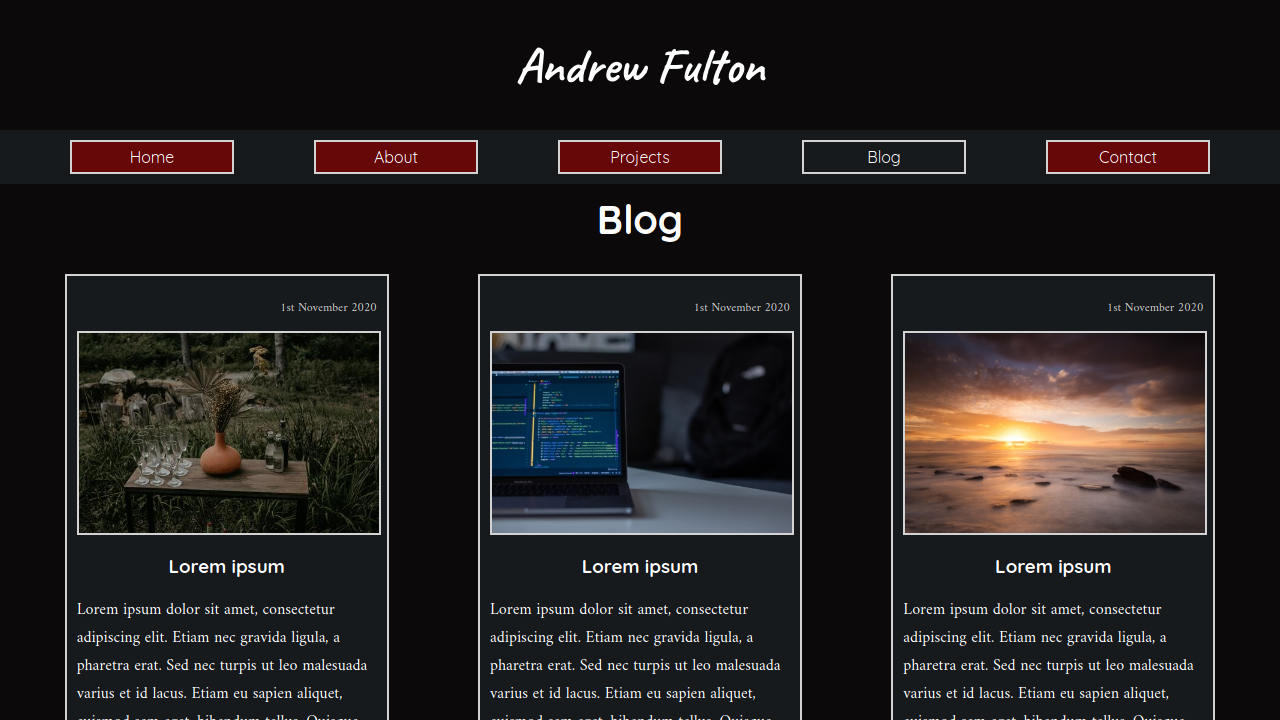 Andrew Fulton
Home
About
Projects
Blog
Contact
Blog
1st November 2020
Lorem ipsum
Lorem ipsum dolor sit amet, consectetur
adipiscing elit. Etiam nec gravida ligula, a
pharetra erat. Sed nec turpis ut leo malesuada
varius et id lacus. Etiam eu sapien aliquet,
1st November 2020
Lorem ipsum
Lorem ipsum dolor sit amet, consectetur
adipiscing elit. Etiam nec gravida ligula, a
pharetra erat. Sed nec turpis ut leo malesuada
varius et id lacus. Etiam eu sapien aliquet,
1st November 2020
Lorem ipsum
Lorem ipsum dolor sit amet, consectetur
adipiscing elit. Etiam nec gravida ligula, a
pharetra erat. Sed nec turpis ut leo malesuada
varius et id lacus. Etiam eu sapien aliquet,